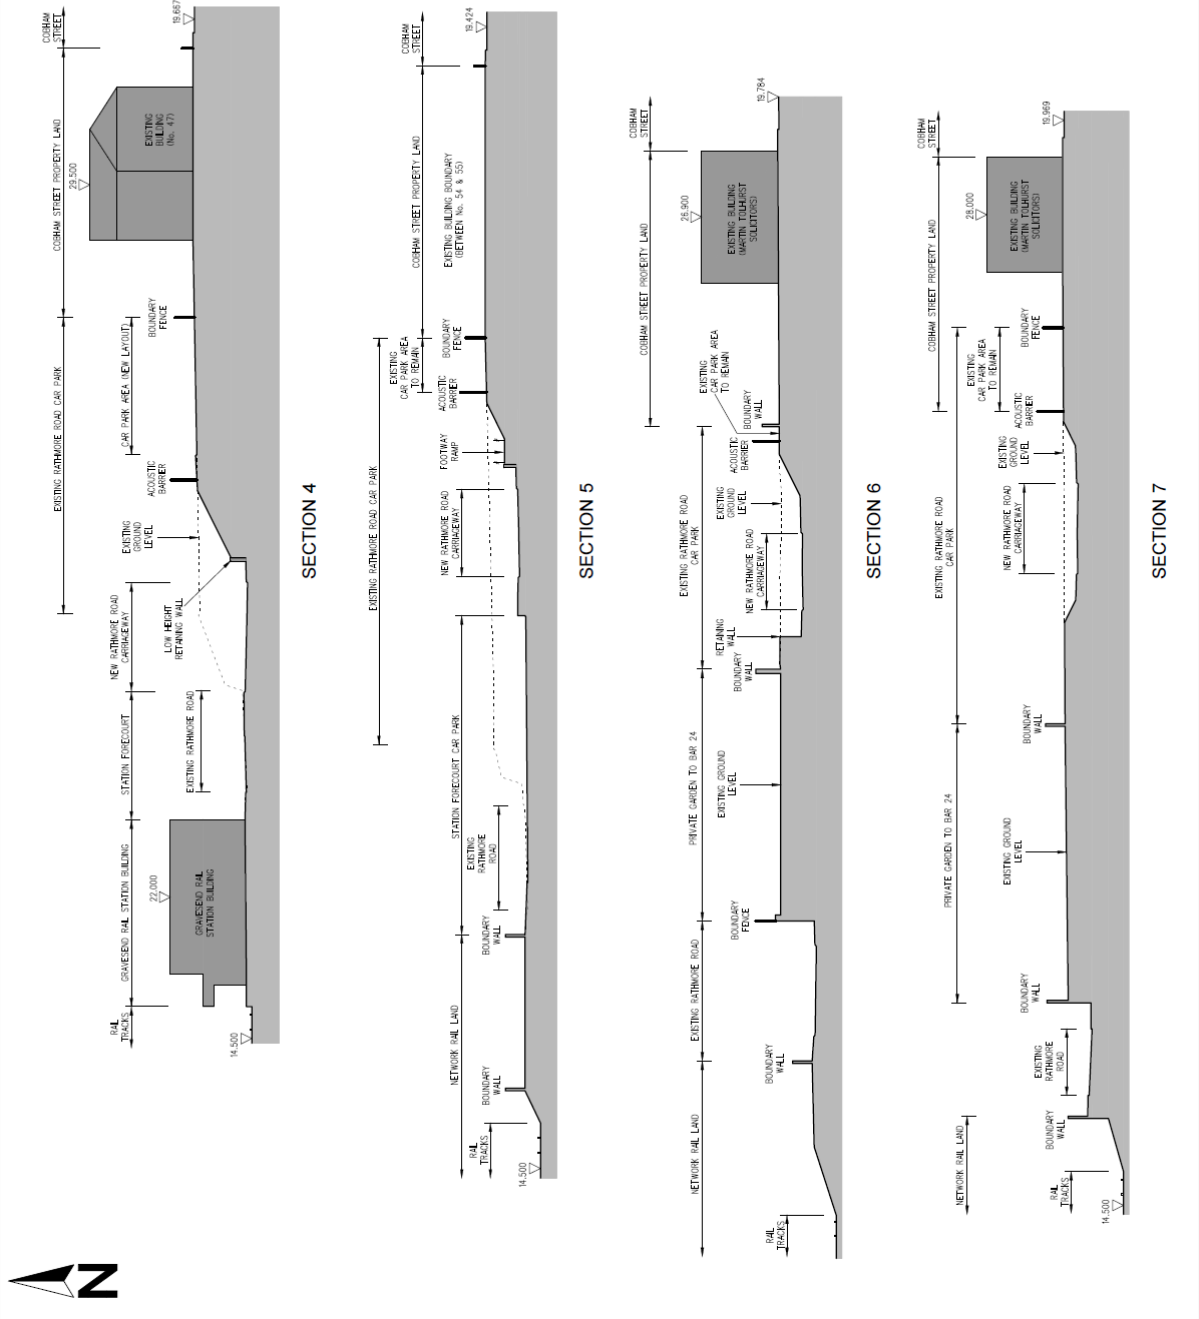 SECTION 4
RAIL
TRACKS
14.500
GRAVESEND RAIL STATION BUILDING
22.000
GRAVESEND RAIL
STATION BUILDING
STATION FORECOURT
EXISTING RATHMORE ROAD
NEW RATHMORE ROAD
CARRIAGEWAY
LOW HEIGHT
RETAINING WALL
EXISTING
GROUND
LEVEL
ACOUSTIC
BARRIER
EXISTING RATHMORE ROAD CAR PARK
CAR PARK AREA (NEW LAYOUT)
BOUNDARY
FENCE
COBHAM STREET PROPERTY LAND
29.500
EXISTING
BUILDING
(No. 47)
COBHAM
STREET
19.667
SECTION 5
RAIL
TRACKS
14.500
NETWORK RAIL LAND
BOUNDARY
WALL
BOUNDARY
WALL
STATION FORECOURT CAR PARK
EXISTING
RATHMORE
ROAD
EXISTING RATHMORE ROAD CAR PARK
NEW RATHMORE ROAD
CARRIAGEWAY
FOOTWAY
RAMP
ACOUSTIC
BARRIER
EXISTING
CAR PARK AREA
TO REMAIN
BOUNDARY
FENCE
COBHAM STREET PROPERTY LAND
EXISTING BUILDING BOUNDARY
(BETWEEN No. 54 & 55)
COBHAM
STREET
19.424
SECTION 6
RAIL
TRACKS
NETWORK RAIL LAND
BOUNDARY
WALL
EXISTING RATHMORE ROAD
BOUNDARY
FENCE
PRIVATE GARDEN TO BAR 24
EXISTING GROUND
LEVEL
BOUNDARY
WALL
RETAINING
WALL
EXISTING RATHMORE ROAD
CAR PARK
NEW RATHMORE ROAD
CARRIAGEWAY
EXISTING
GROUND
LEVEL
ACOUSTIC
BARRIER
BOUNDARY
WALL
EXISTING
CAR PARK AREA
TO REMAIN
COBHAM STREET PROPERTY LAND
26.900
EXISTING BUILDING
(MARTIN TOLHURST
SOLICITORS)
COBHAM
STREET
19.784
SECTION 7
RAIL
TRACKS
14.500
NETWORK RAIL LAND
BOUNDARY
WALL
EXISTING
RATHMORE
ROAD
BOUNDARY
WALL
PRIVATE GARDEN TO BAR 24
EXISTING GROUND
LEVEL
BOUNDARY
WALL
EXISTING RATHMORE ROAD
CAR PARK
NEW RATHMORE ROAD
CARRIAGEWAY
EXISTING
GROUND
LEVEL
ACOUSTIC
BARRIER
EXISTING
CAR PARK AREA
TO REMAIN
BOUNDARY
FENCE
COBHAM STREET PROPERTY LAND
28.000
EXISTING BUILDING
(MARTIN TOLHURST
SOLICITORS)
COBHAM
STREET
19.969
N